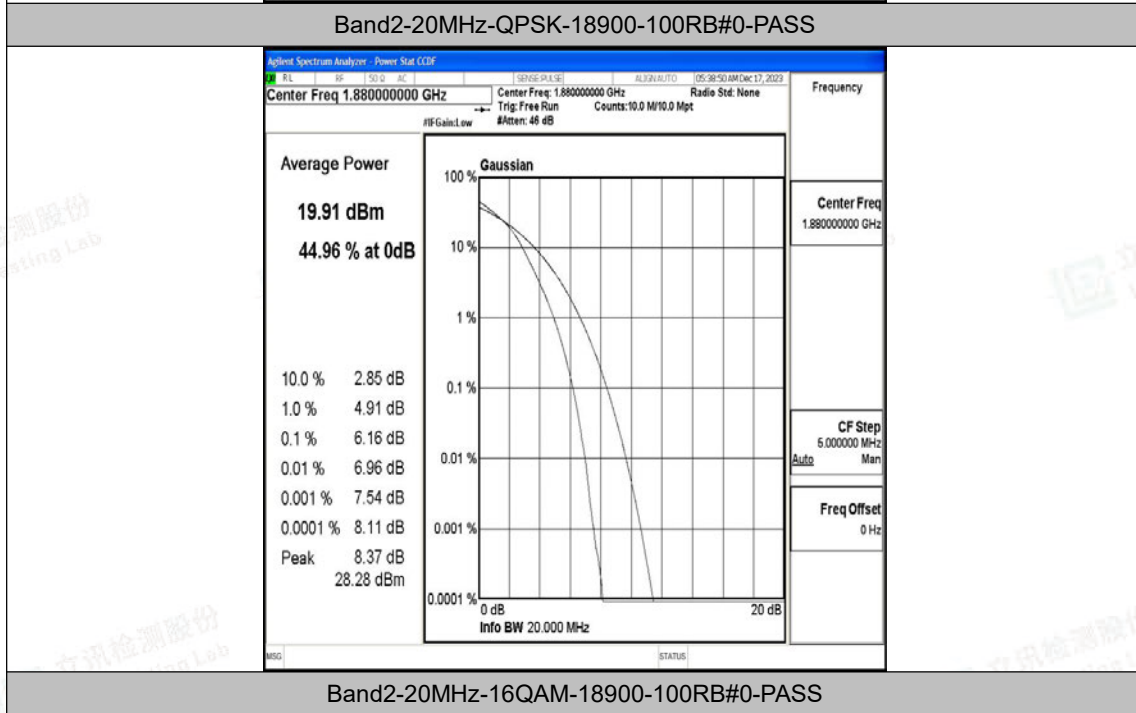 Band2-20MHz-QPSK-18900-100RB#0-PASS
Agilent Spectrum Analyzer - Power Stat CCDF
RL RF 50 Ω AC SENSE:PULSE ALIGNAUTO 05:38:50 AM Dec 17, 2023
Center Freq 1.880000000 GHz
Center Freq: 1.880000000 GHz Radio Std: None
Trig: Free Run Counts:10.0 M/10.0 Mpt
#IFGain:Low #Atten: 46 dB
Frequency
Average Power
19.91 dBm
44.96 % at 0dB
10.0 % 2.85 dB
1.0 % 4.91 dB
0.1 % 6.16 dB
0.01 % 6.96 dB
0.001 % 7.54 dB
0.0001 % 8.11 dB
Peak 8.37 dB
28.28 dBm
Gaussian
100 %
10 %
1 %
0.1 %
0.01 %
0.001 %
0.0001 %
0 dB 20 dB
Info BW 20.000 MHz
Center Freq
1.880000000 GHz
CF Step
5.000000 MHz
Auto Man
Freq Offset
0 Hz
MSG STATUS
Band2-20MHz-16QAM-18900-100RB#0-PASS
立讯检测股份